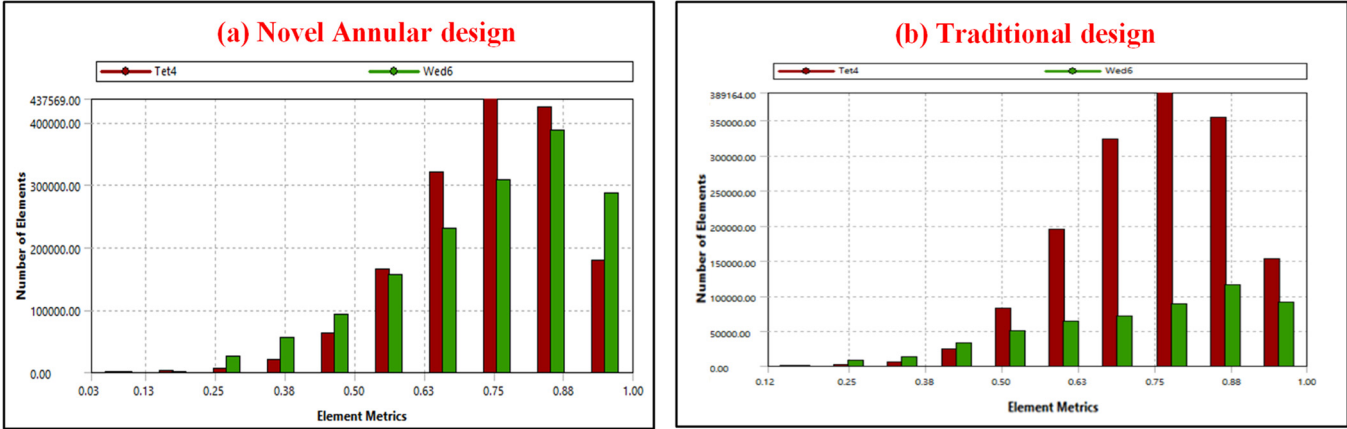 (a) Novel Annular design
Tet4
Wed6
437569.00
400000.00
300000.00
200000.00
100000.00
0.00
Number of Elements
0.03 0.13 0.25 0.38 0.50 0.63 0.75 0.88 1.00
Element Metrics
(b) Traditional design
Tet4
Wed6
389164.00
350000.00
300000.00
250000.00
200000.00
150000.00
100000.00
50000.00
0.00
Number of Elements
0.12 0.25 0.38 0.50 0.63 0.75 0.88 1.00
Element Metrics